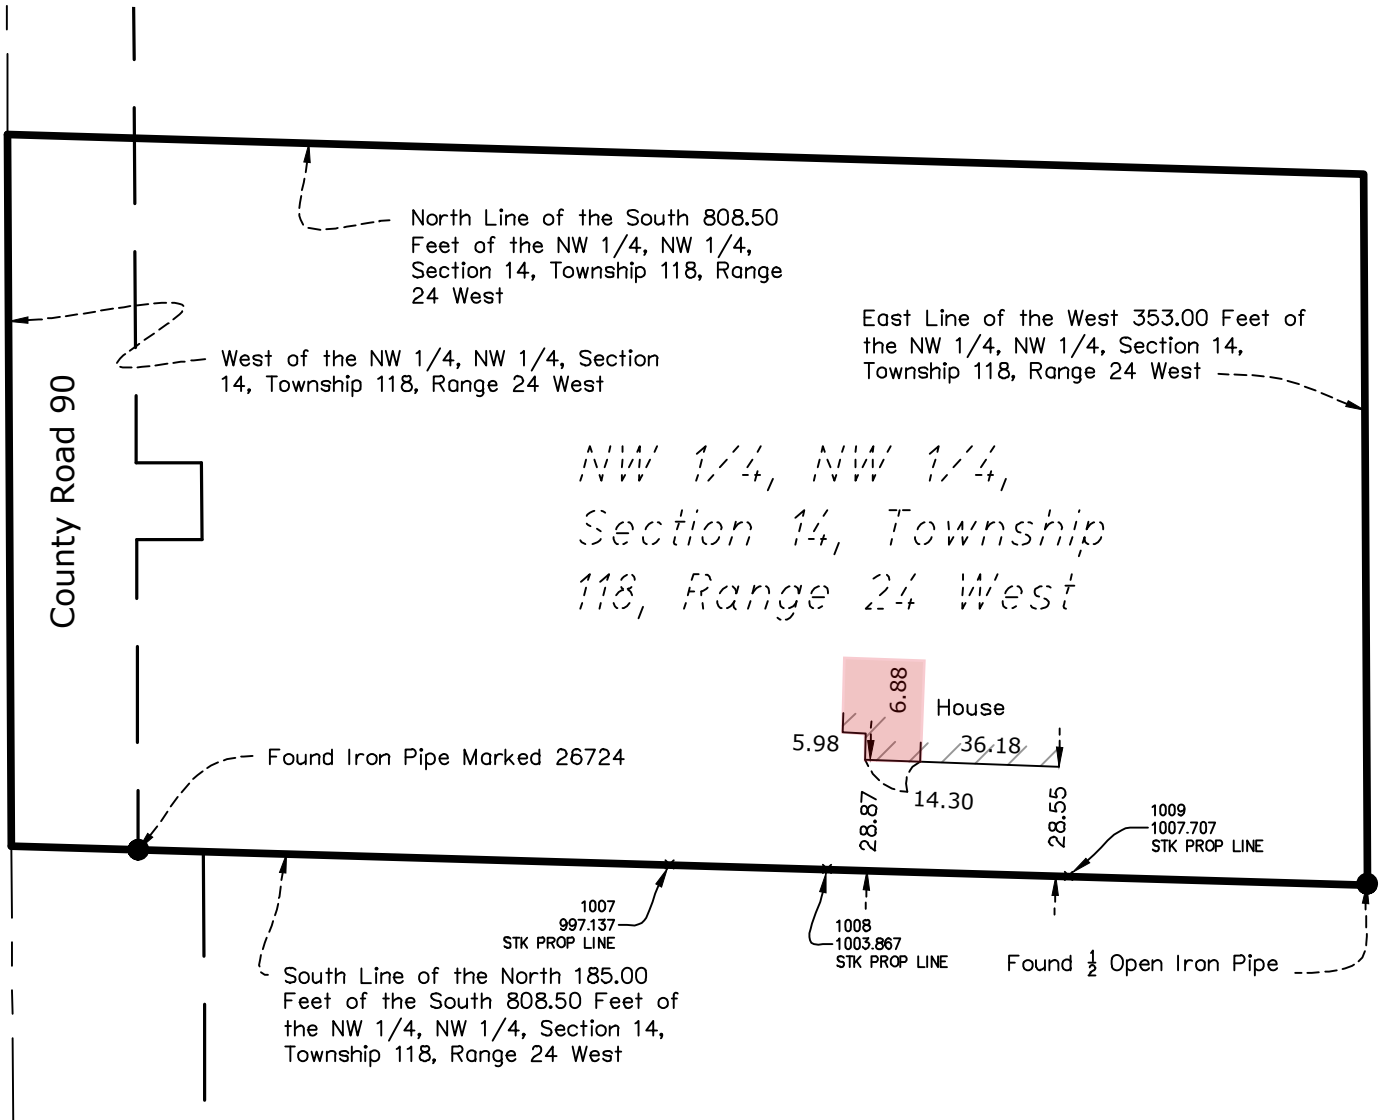 North Line of the South 808.50
Feet of the NW 1/4, NW 1/4,
Section 14, Township 118, Range
24 West
East Line of the West 353.00 Feet of
the NW 1/4, NW 1/4, Section 14,
Township 118, Range 24 West
West of the NW 1/4, NW 1/4, Section
14, Township 118, Range 24 West
County Road 90
NW 1/4, NW 1/4,
Section 14, Township
118, Range 24 West
6.88
House
5.98
36.18
14.30
28.87
28.55
Found Iron Pipe Marked 26724
1009
1007.707
STK PROP LINE
1007
997.137
STK PROP LINE
1008
1003.867
STK PROP LINE
Found 1/2 Open Iron Pipe
South Line of the North 185.00
Feet of the South 808.50 Feet of
the NW 1/4, NW 1/4, Section 14,
Township 118, Range 24 West